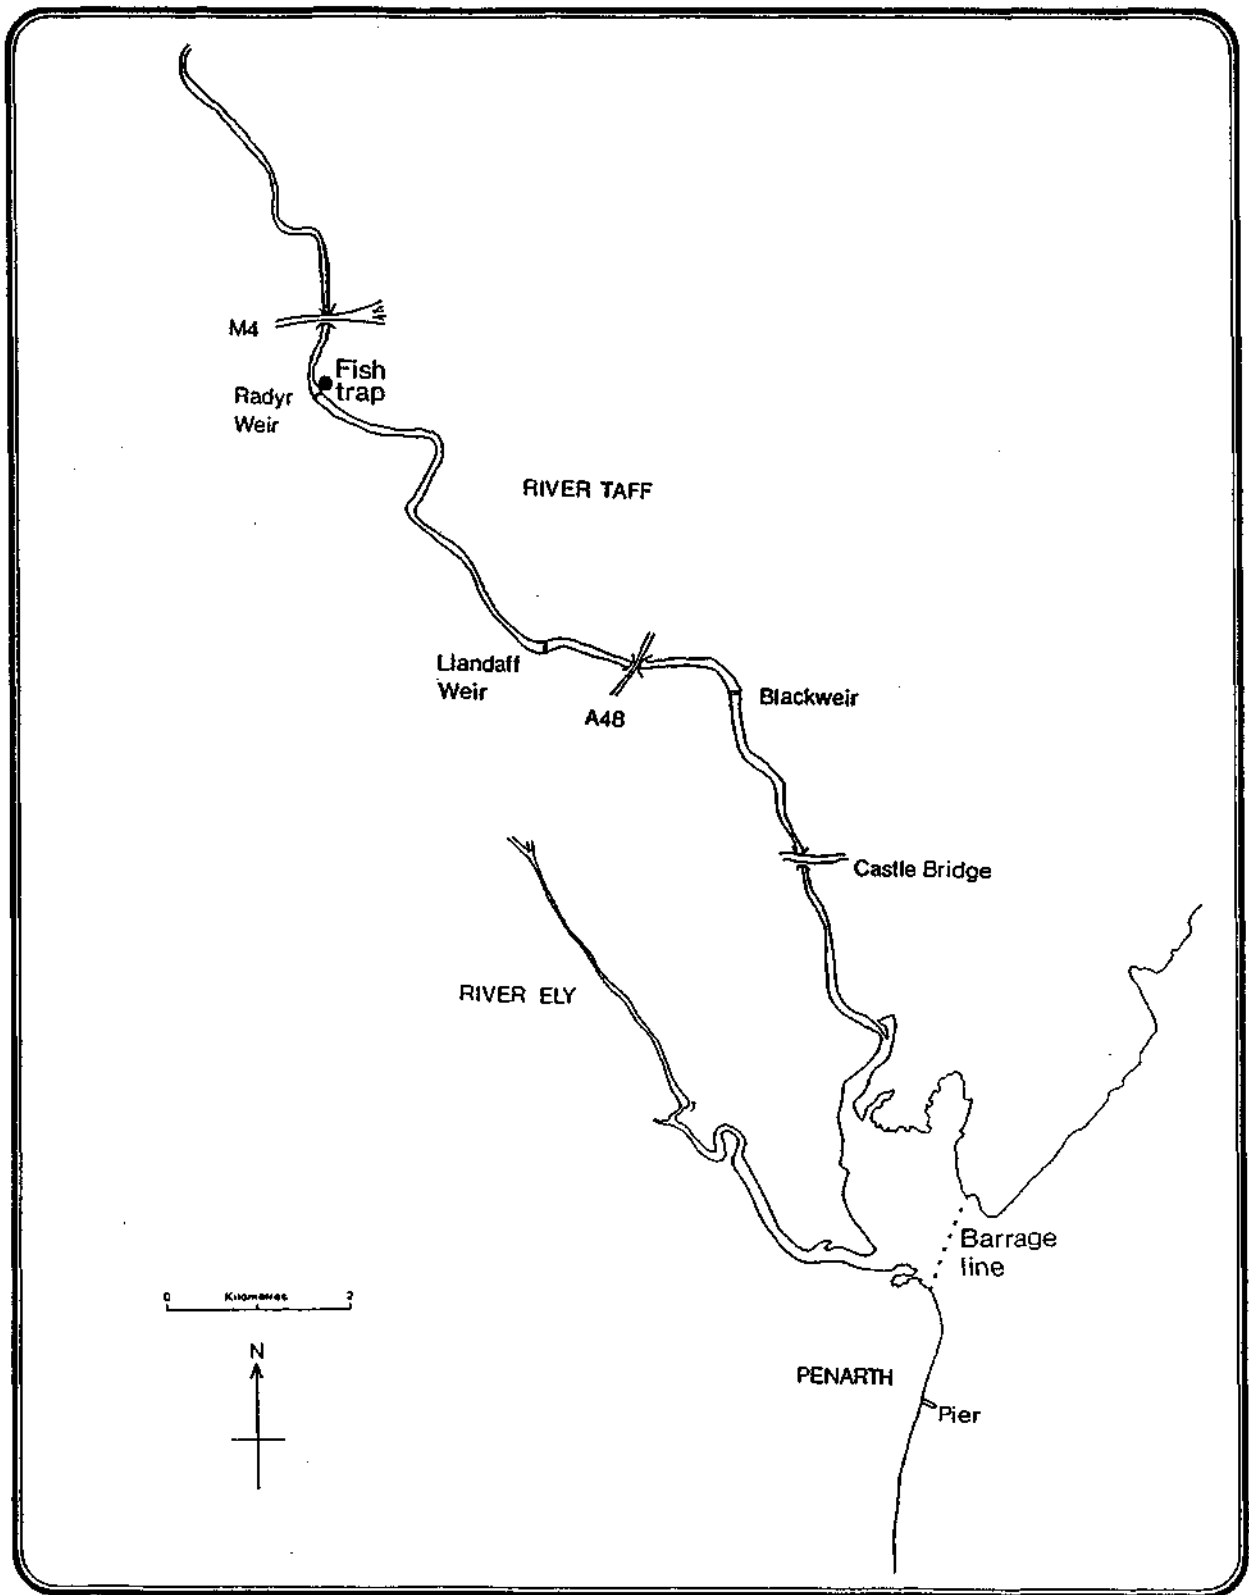 M4
Fish
trap
Radyr
Weir
RIVER TAFF
Llandaff
Weir
A48
Blackweir
Castle Bridge
RIVER ELY
Barrage
line
0 Kilometres 2
N
PENARTH
Pier